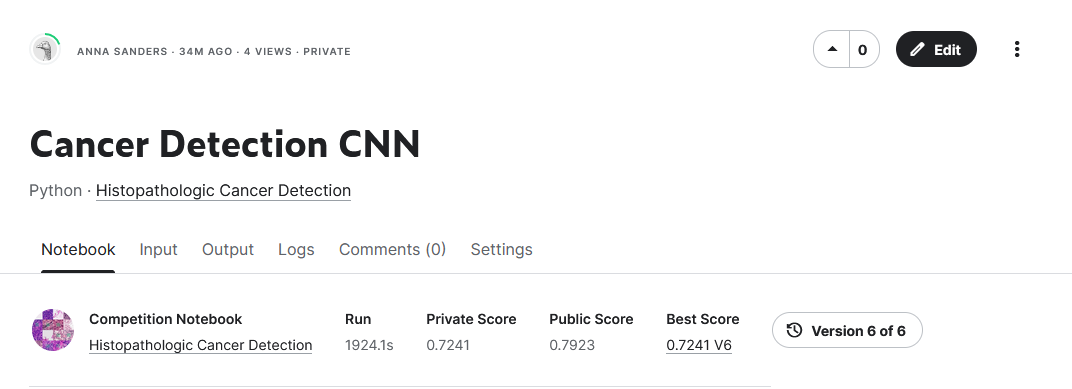 ANNA SANDERS · 34M AGO · 4 VIEWS · PRIVATE
0
Edit
Cancer Detection CNN
Python · Histopathologic Cancer Detection
Notebook Input Output Logs Comments (0) Settings
Competition Notebook Run Private Score Public Score Best Score
Histopathologic Cancer Detection 1924.1s 0.7241 0.7923 0.7241 V6
Version 6 of 6